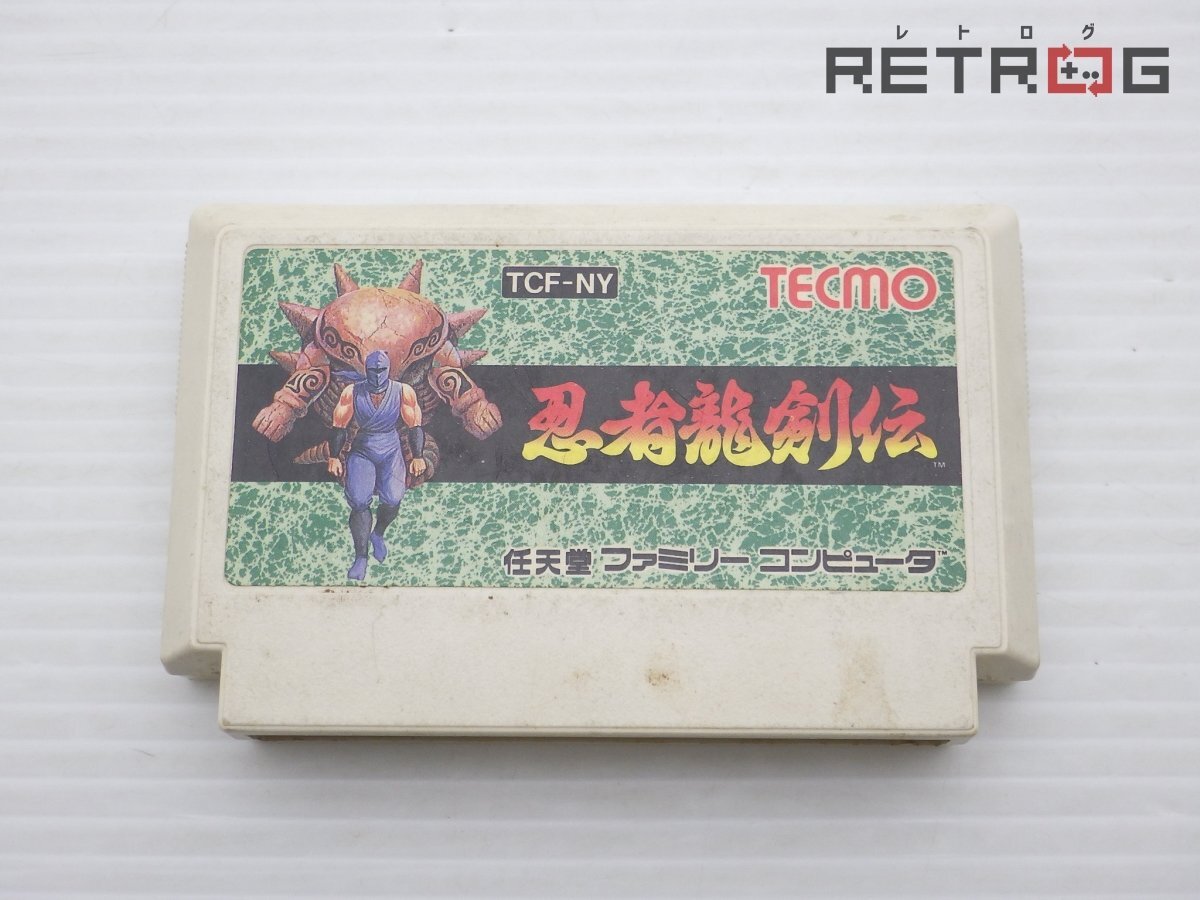 レトログ
RETROG
TCF-NY
TECMO
忍者龍剣伝
TM
任天堂 ファミリー コンピュータ™